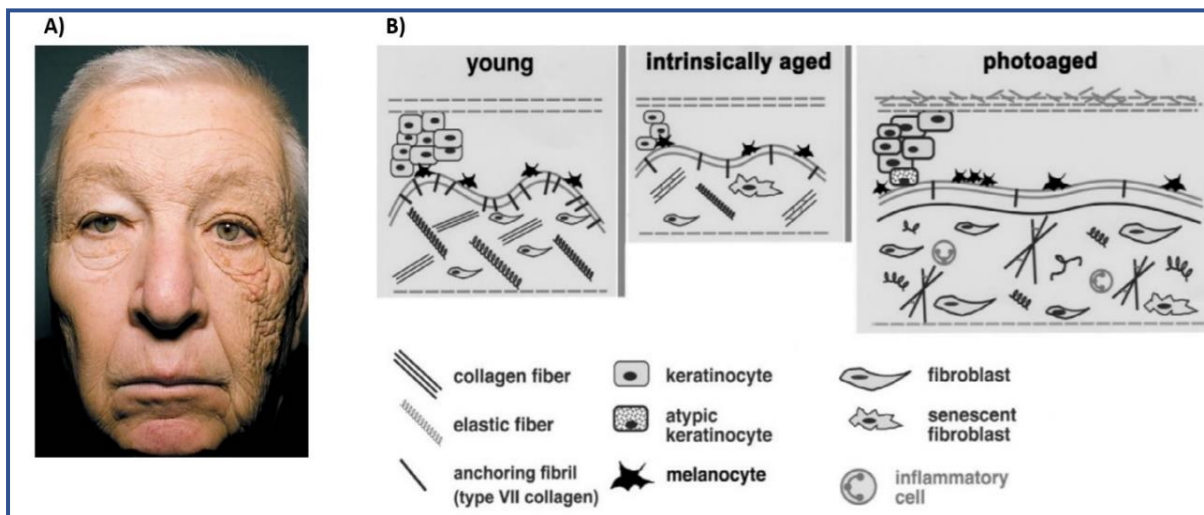 A)
B)
young
intrinsically aged
photoaged
collagen fiber
elastic fiber
anchoring fibril
(type VII collagen)
keratinocyte
atypic
keratinocyte
melanocyte
fibroblast
senescent
fibroblast
inflammatory
cell